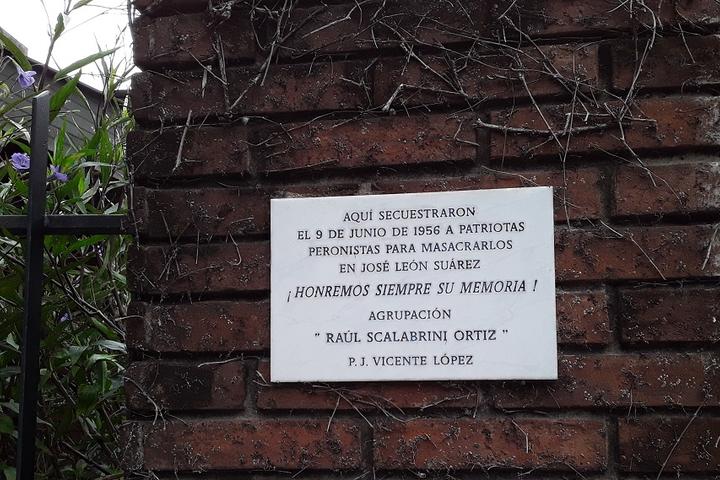 AQUÍ SECUESTRARON
EL 9 DE JUNIO DE 1956 A PATRIOTAS
PERONISTAS PARA MASACRARLOS
EN JOSÉ LEÓN SUÁREZ
¡HONREMOS SIEMPRE SU MEMORIA!
AGRUPACIÓN
"RAÚL SCALABRINI ORTIZ"
P.J. VICENTE LÓPEZ